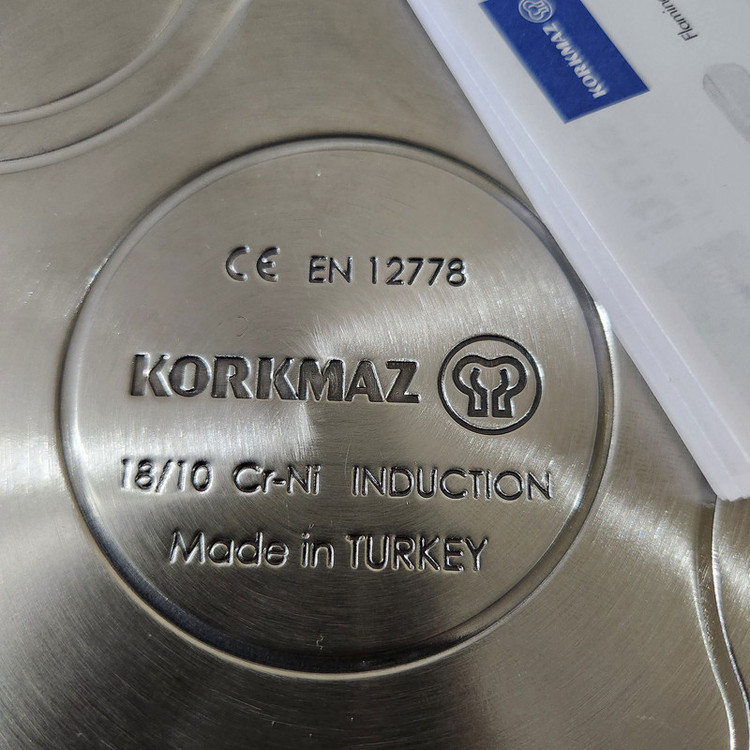 CE EN 12778
KORKMAZ
18/10 Cr-Ni INDUCTION
Made in TURKEY
KORKMAZ